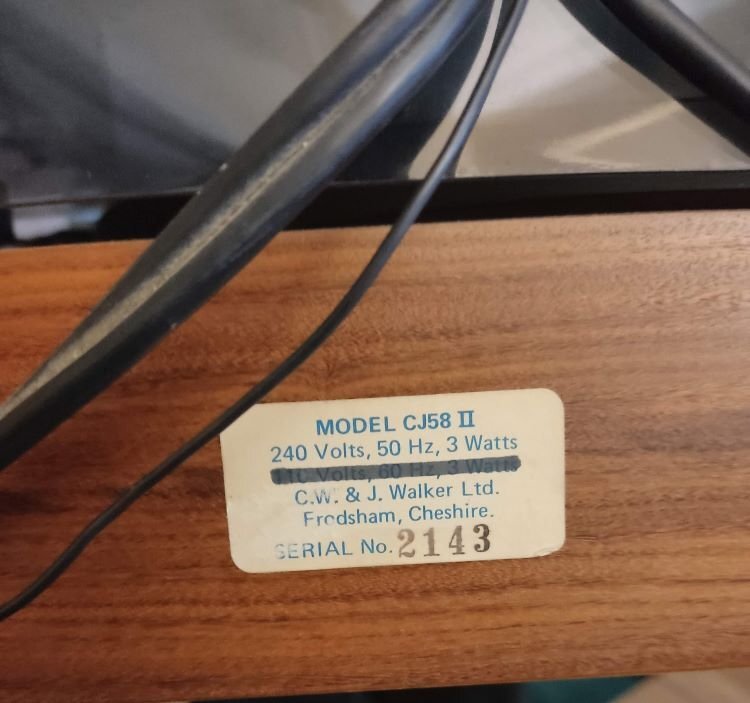 MODEL CJ58 II
240 Volts, 50 Hz, 3 Watts
110 Volts, 60 Hz, 3 Watts
C.W. & J. Walker Ltd.
Frodsham, Cheshire.
SERIAL No. 2143